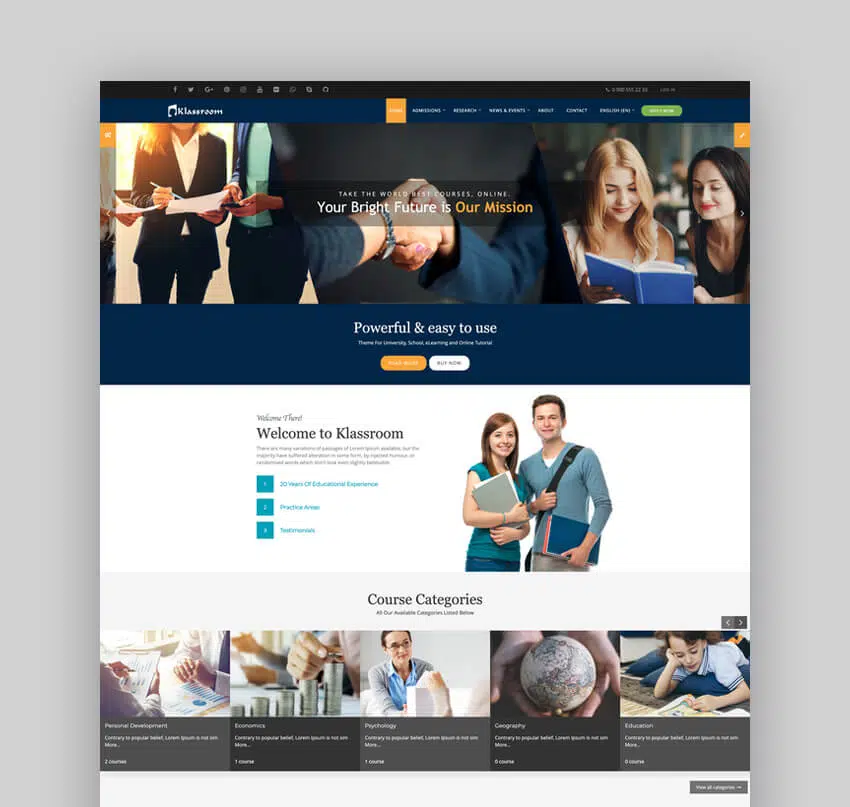 0 500 555 22 33 LOG IN
Klassroom
HOME ADMISSIONS RESEARCH NEWS & EVENTS ABOUT CONTACT ENGLISH (EN)
TAKE THE WORLD BEST COURSES, ONLINE.
Your Bright Future is Our Mission
Powerful & easy to use
Theme For University, School, eLearning and Online Tutorial
READ MORE BUY NOW
Welcome There!
Welcome to Klassroom
There are many variations of passages of Lorem Ipsum available, but the
majority have suffered alteration in some form, by injected humour, or
randomised words which don't look even slightly believable.
1 20 Years Of Educational Experience
2 Practice Areas
3 Testimonials
Course Categories
All Our Available Categories Listed Below
Personal Development
Contrary to popular belief, Lorem Ipsum is not sim
More...
2 courses
Economics
Contrary to popular belief, Lorem Ipsum is not sim
More...
1 course
Psychology
Contrary to popular belief, Lorem Ipsum is not sim
More...
1 course
Geography
Contrary to popular belief, Lorem Ipsum is not sim
More...
0 course
Education
Contrary to popular belief, Lorem Ipsum is not sim
More...
0 course
View all categories →